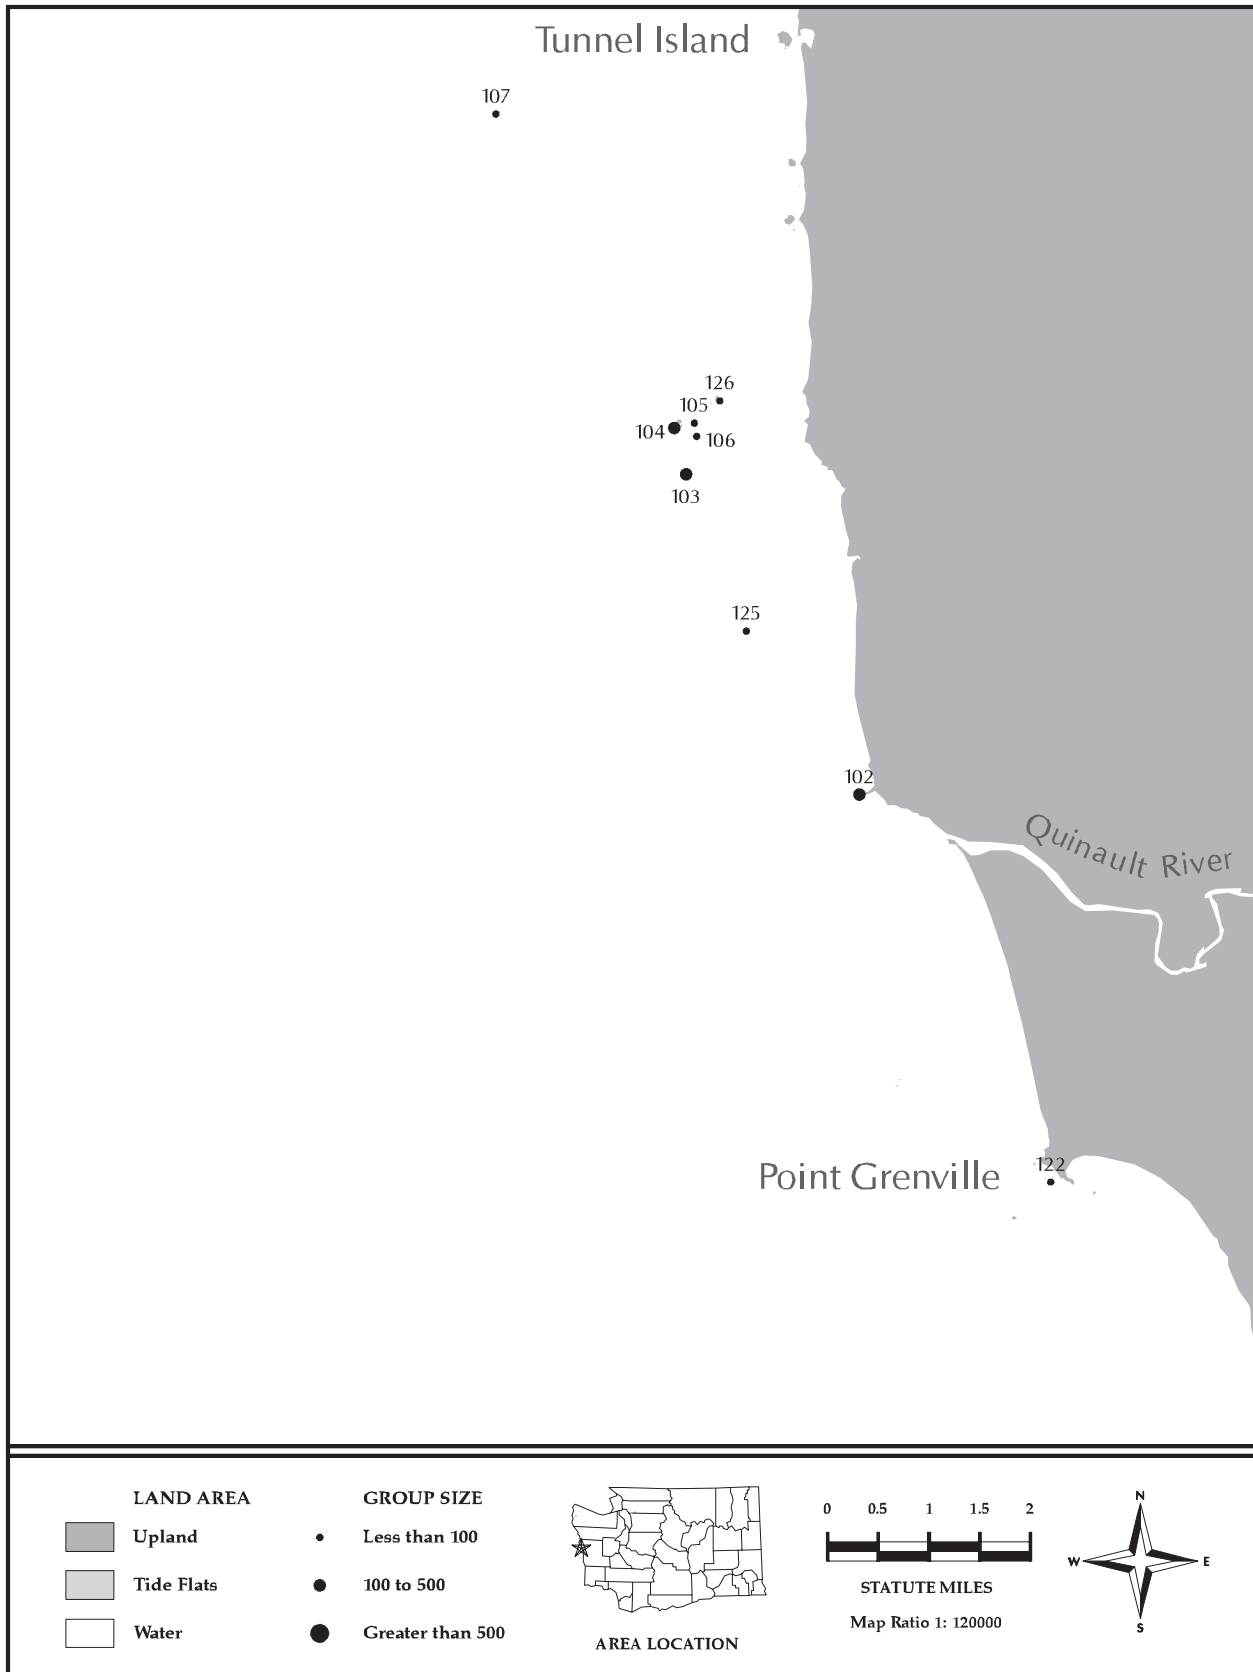 Tunnel Island
107
126
105
104
106
103
125
102
Quinault River
122
Point Grenville
LAND AREA
Upland
Tide Flats
Water
GROUP SIZE
Less than 100
100 to 500
Greater than 500
AREA LOCATION
0 0.5 1 1.5 2
STATUTE MILES
Map Ratio 1: 120000
N
W E
S